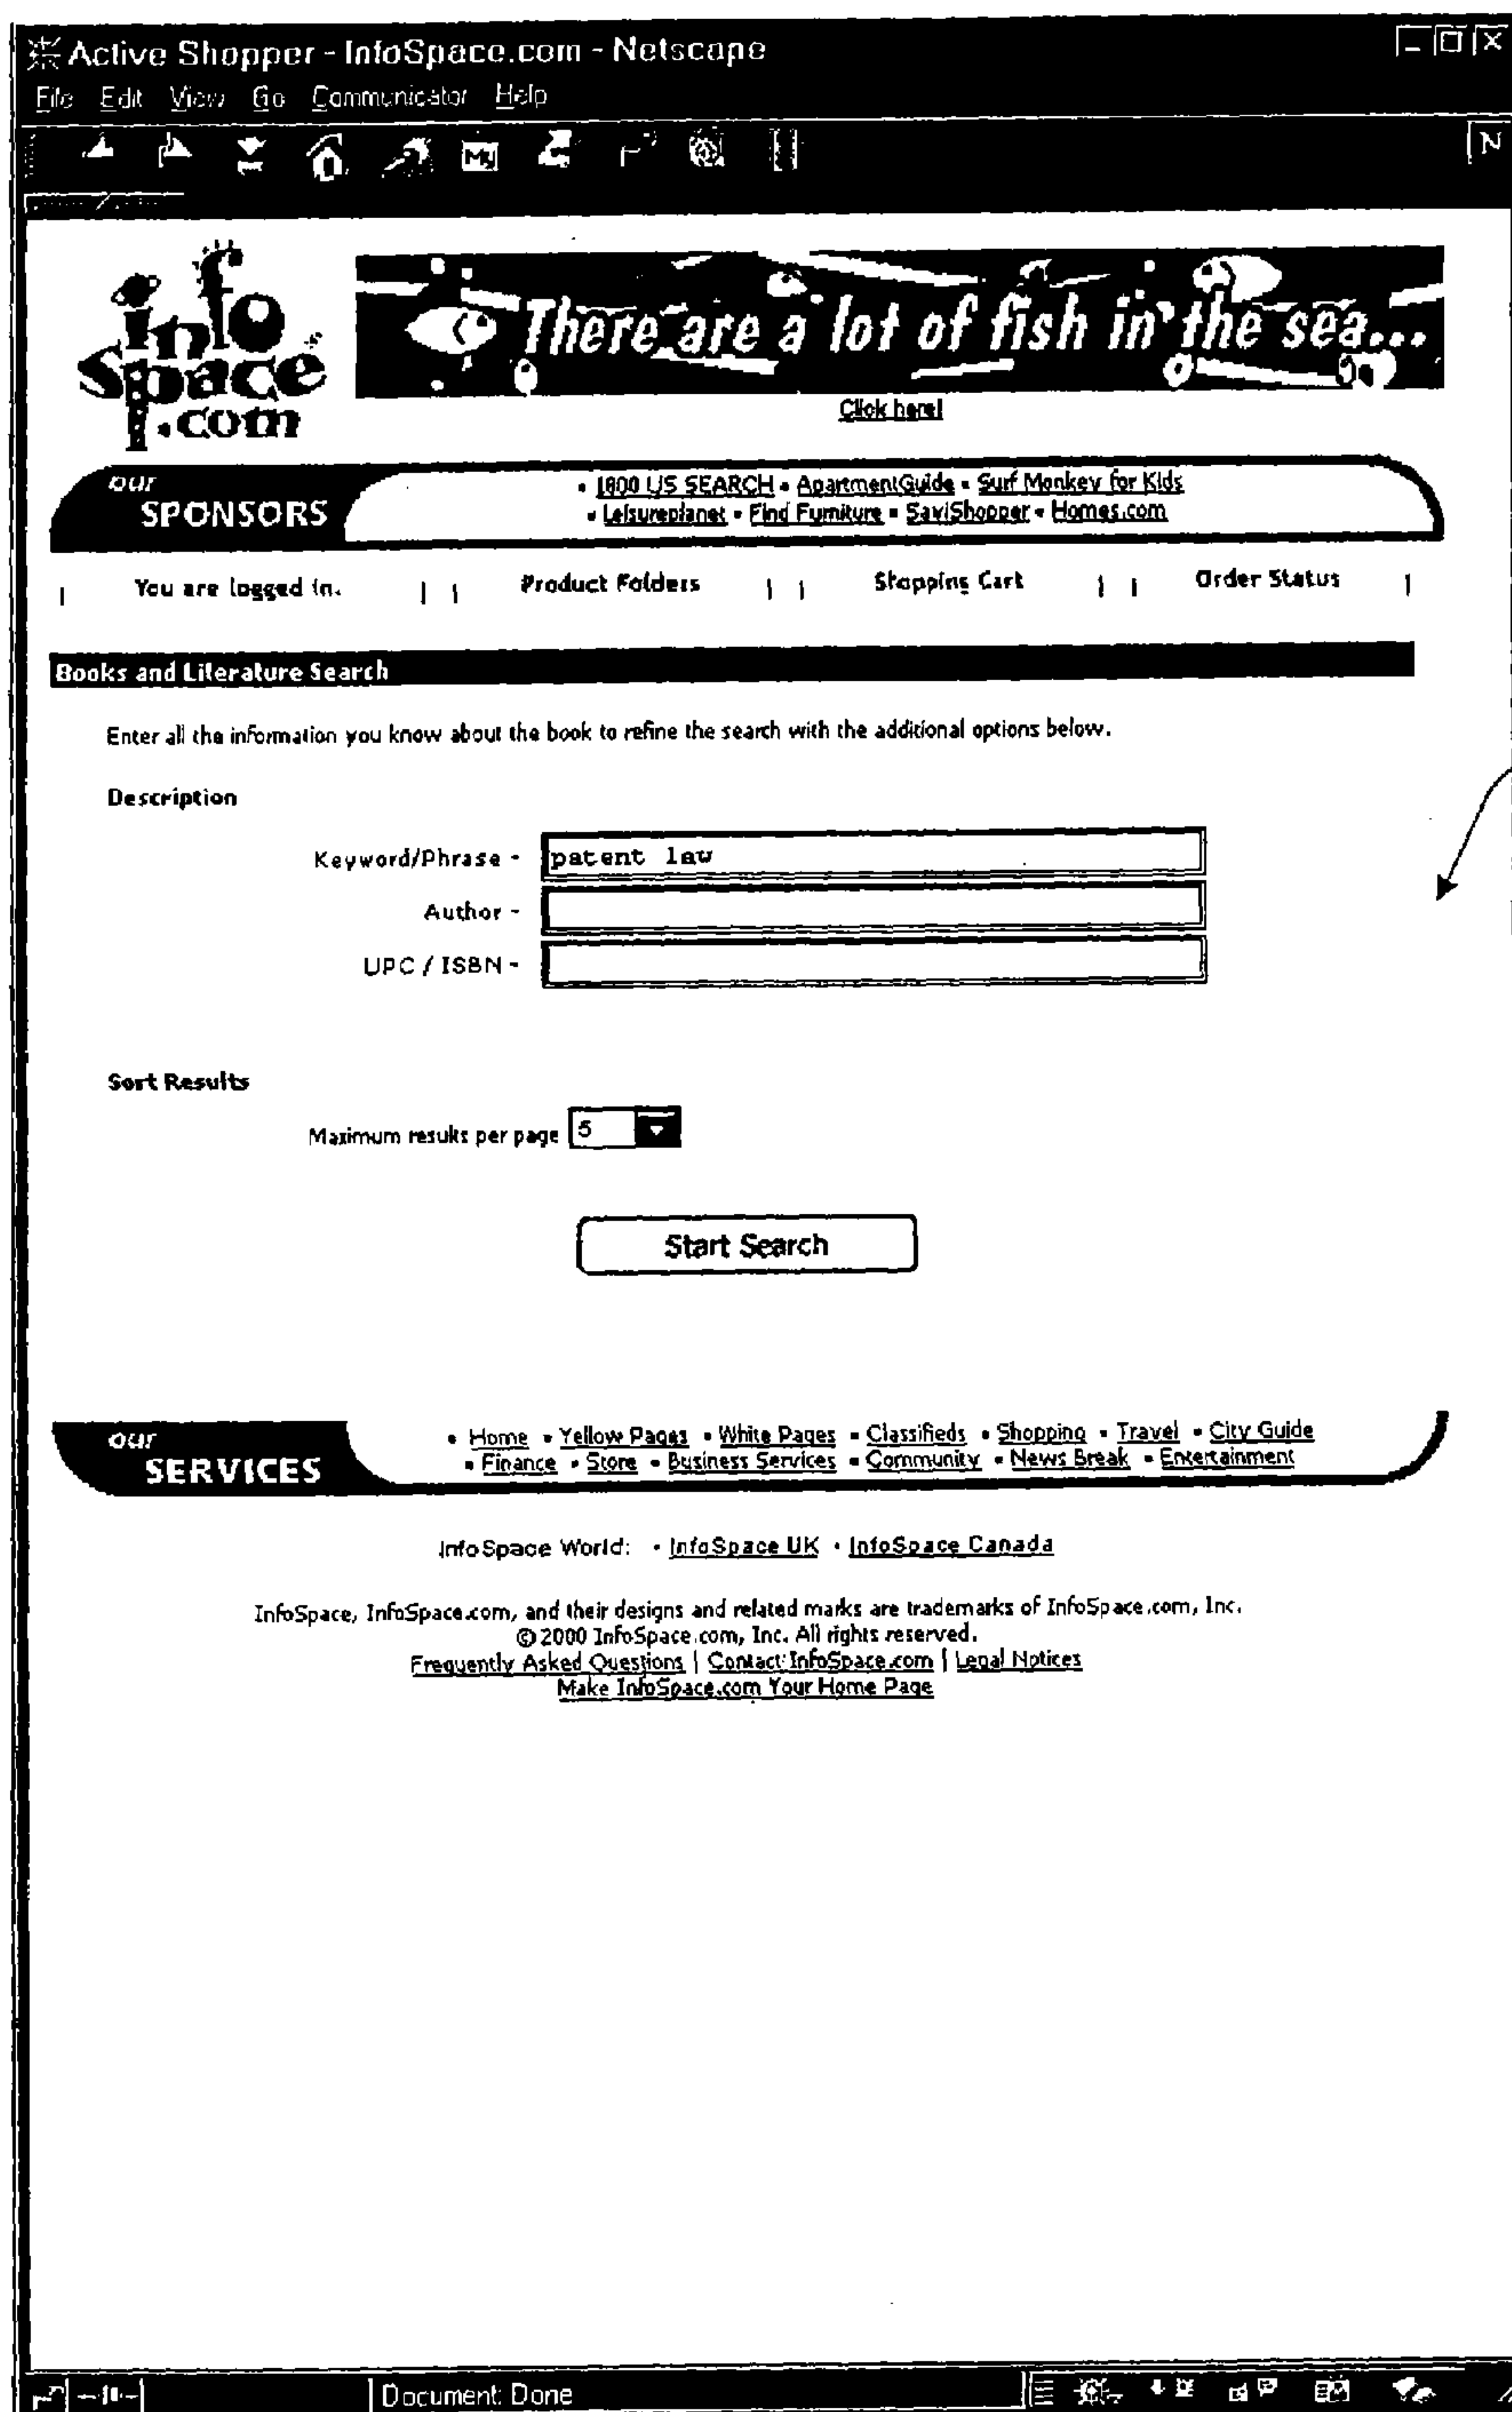 Active Shopper - InfoSpace.com - Netscape
File Edit View Go Communicator Help
My
N
info
space
.com
There are a lot of fish in the sea...
Click here!
our
SPONSORS
▪ 1800 US SEARCH ▪ ApartmentGuide ▪ Surf Monkey for Kids
▪ Leisureplanet ▪ Find Furniture ▪ SaviShopper ▪ Homes.com
| You are logged in. | | Product Folders | | Shopping Cart | | Order Status |
Books and Literature Search
Enter all the information you know about the book to refine the search with the additional options below.
Description
Keyword/Phrase - patent law
Author -
UPC / ISBN -
Sort Results
Maximum results per page 5
Start Search
our
SERVICES
▪ Home ▪ Yellow Pages ▪ White Pages ▪ Classifieds ▪ Shopping ▪ Travel ▪ City Guide
▪ Finance ▪ Store ▪ Business Services ▪ Community ▪ News Break ▪ Entertainment
InfoSpace World: • InfoSpace UK • InfoSpace Canada
InfoSpace, InfoSpace.com, and their designs and related marks are trademarks of InfoSpace.com, Inc.
© 2000 InfoSpace.com, Inc. All rights reserved.
Frequently Asked Questions | Contact InfoSpace.com | Legal Notices
Make InfoSpace.com Your Home Page
Document: Done